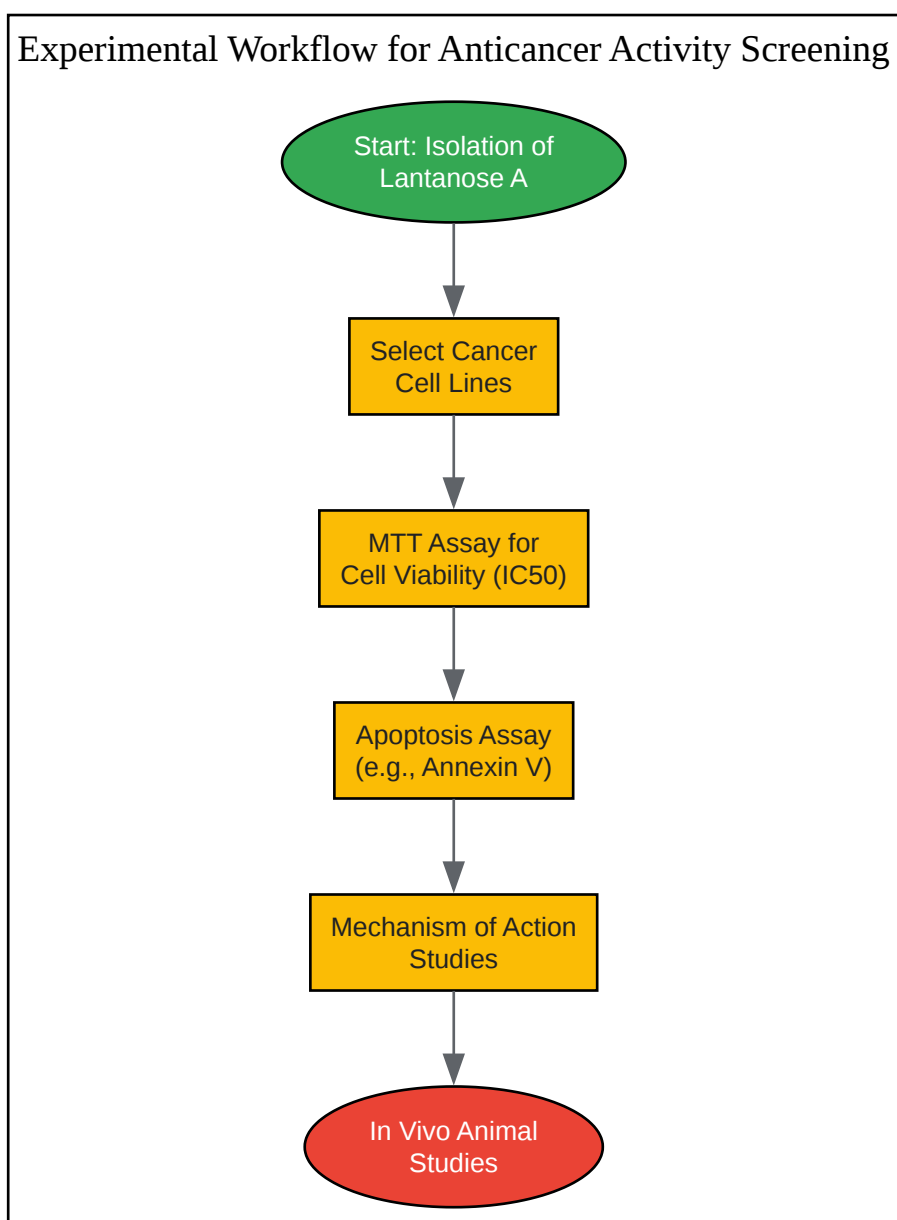 Experimental Workflow for Anticancer Activity Screening
Start: Isolation of
Lantanose A
Select Cancer
Cell Lines
MTT Assay for
Cell Viability (IC50)
Apoptosis Assay
(e.g., Annexin V)
Mechanism of Action
Studies
In Vivo Animal
Studies